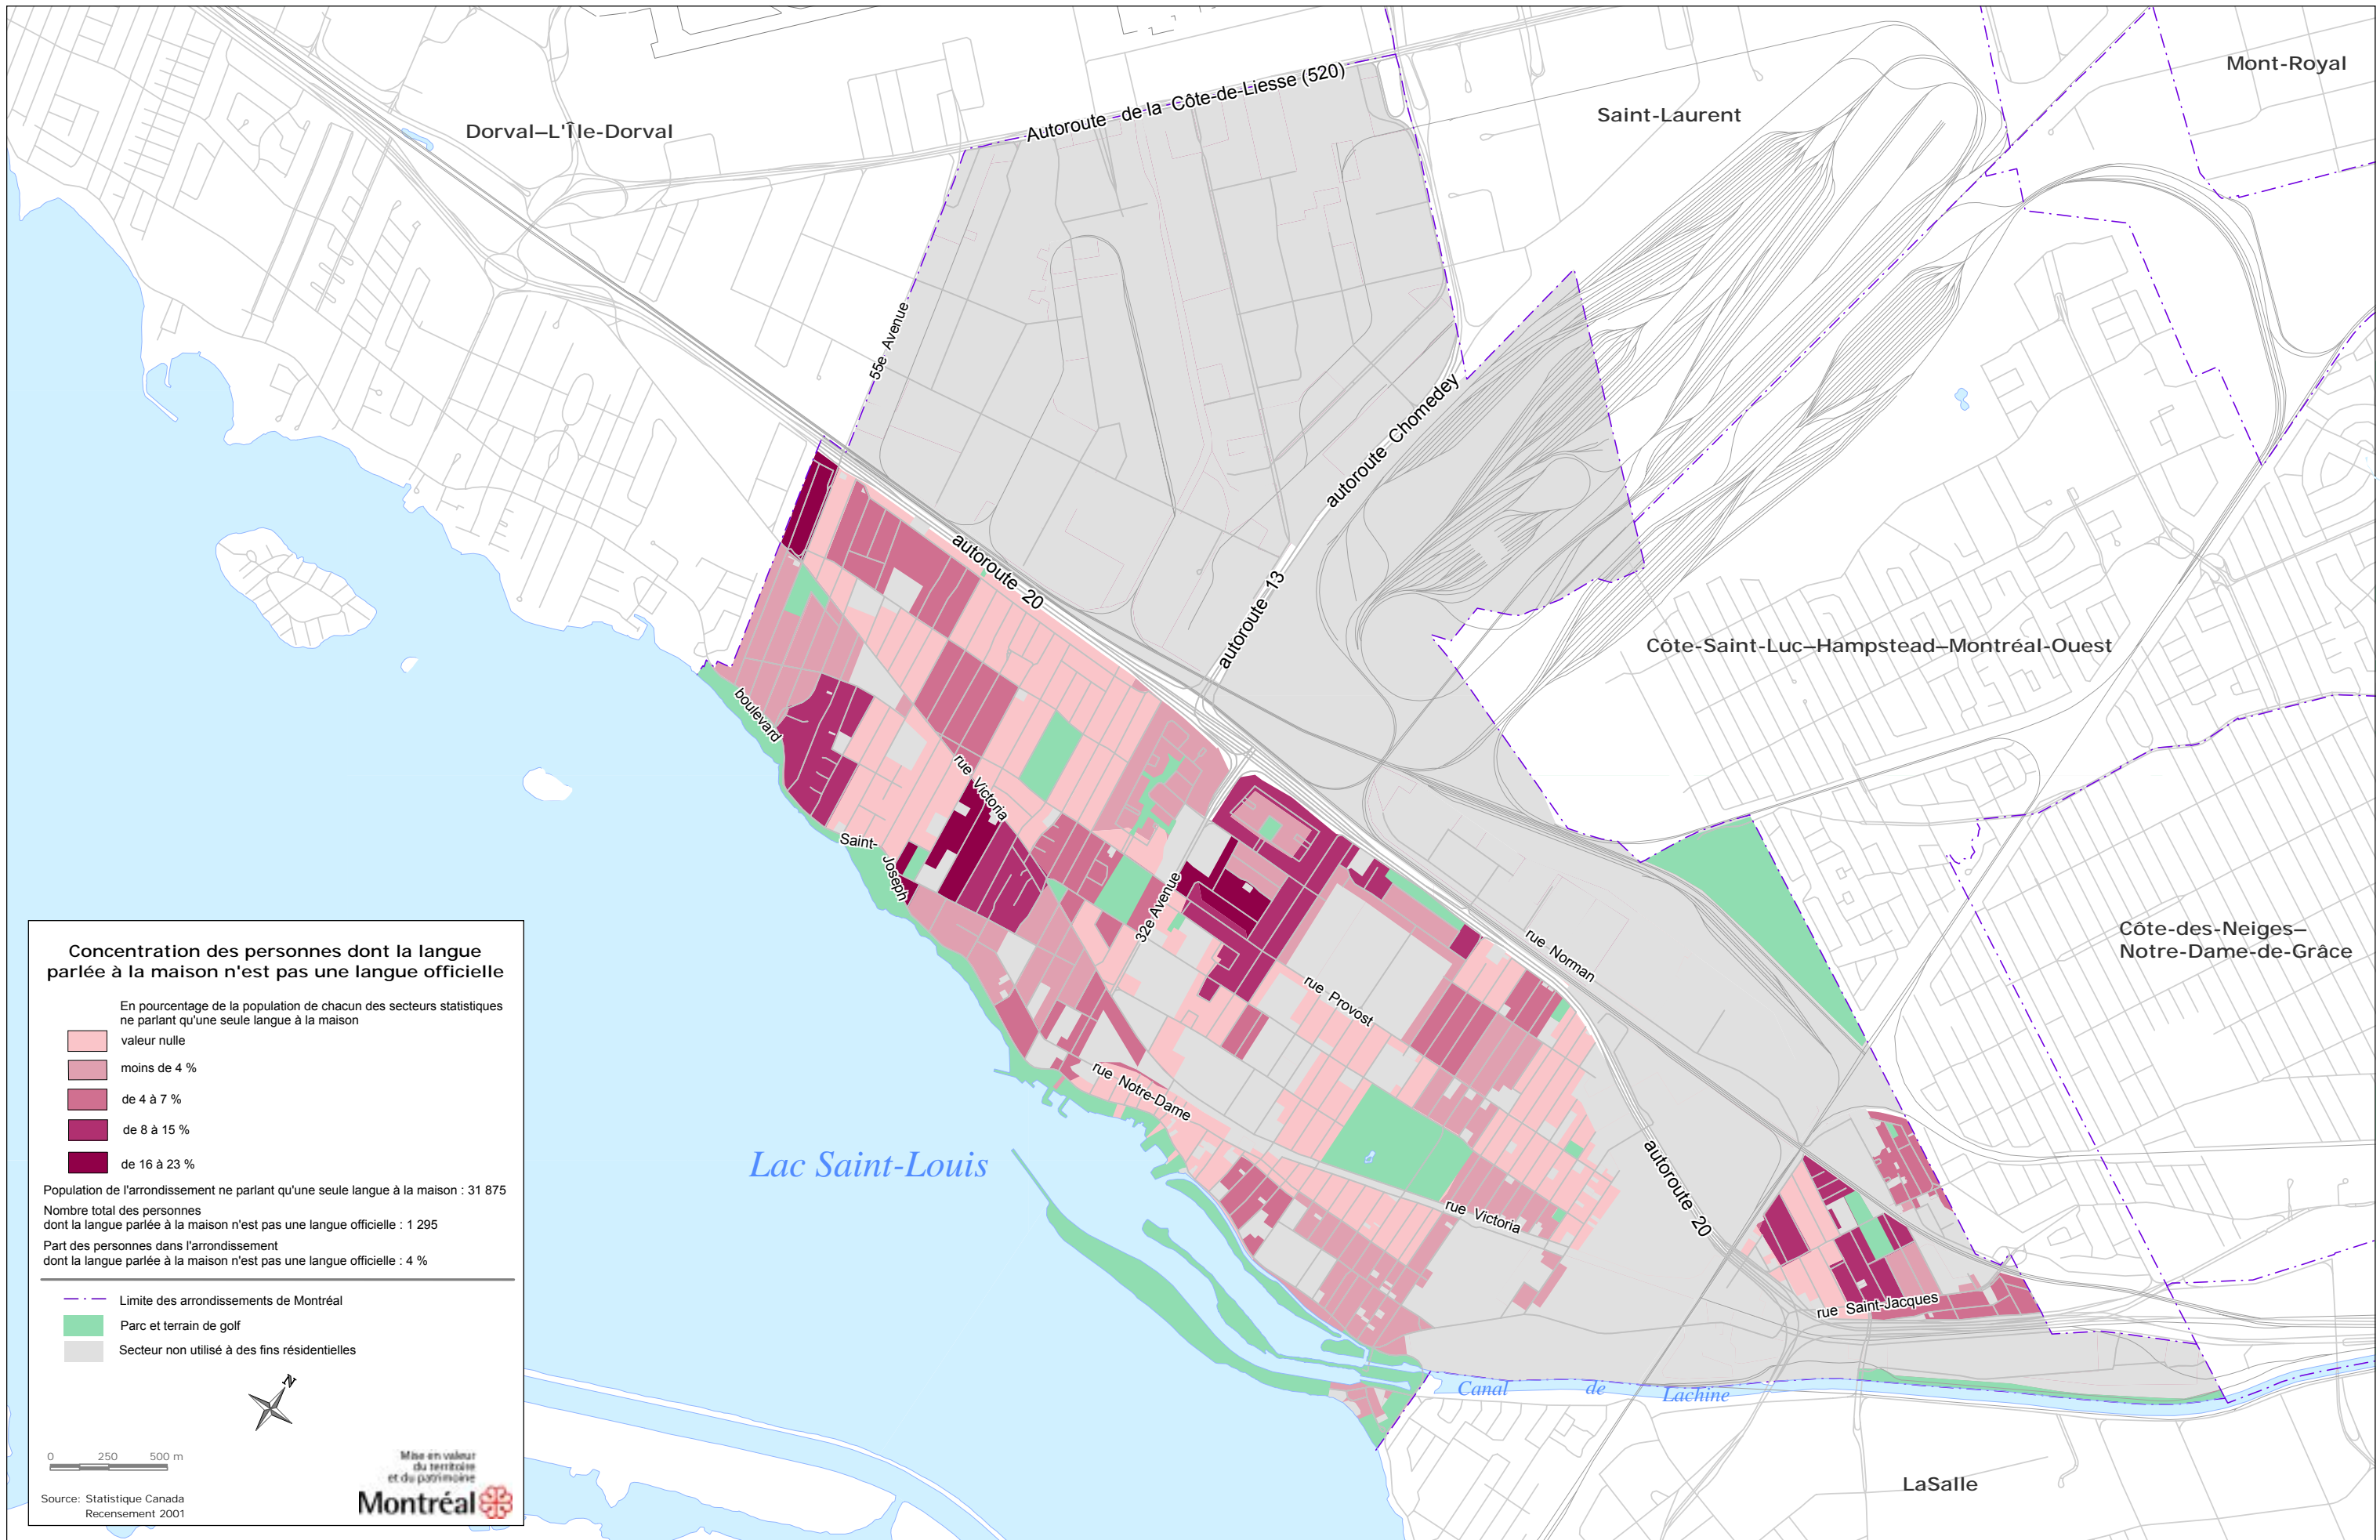 Mont-Royal
Saint-Laurent
Dorval–L'Île-Dorval
Autoroute de la Côte-de-Liesse (520)
55e Avenue
autoroute Chomedey
autoroute 20
autoroute 13
Côte-Saint-Luc–Hampstead–Montréal-Ouest
boulevard
Saint-
Joseph
rue Victoria
32e Avenue
rue Norman
rue Provost
Côte-des-Neiges–
Notre-Dame-de-Grâce
rue Notre-Dame
Lac Saint-Louis
autoroute 20
rue Victoria
rue Saint-Jacques
Canal de Lachine
LaSalle
Concentration des personnes dont la langue
parlée à la maison n'est pas une langue officielle
En pourcentage de la population de chacun des secteurs statistiques
ne parlant qu'une seule langue à la maison
valeur nulle
moins de 4 %
de 4 à 7 %
de 8 à 15 %
de 16 à 23 %
Population de l'arrondissement ne parlant qu'une seule langue à la maison : 31 875
Nombre total des personnes
dont la langue parlée à la maison n'est pas une langue officielle : 1 295
Part des personnes dans l'arrondissement
dont la langue parlée à la maison n'est pas une langue officielle : 4 %
Limite des arrondissements de Montréal
Parc et terrain de golf
Secteur non utilisé à des fins résidentielles
N
0 250 500 m
Mise en valeur
du territoire
et du patrimoine
Montréal
Source: Statistique Canada
Recensement 2001